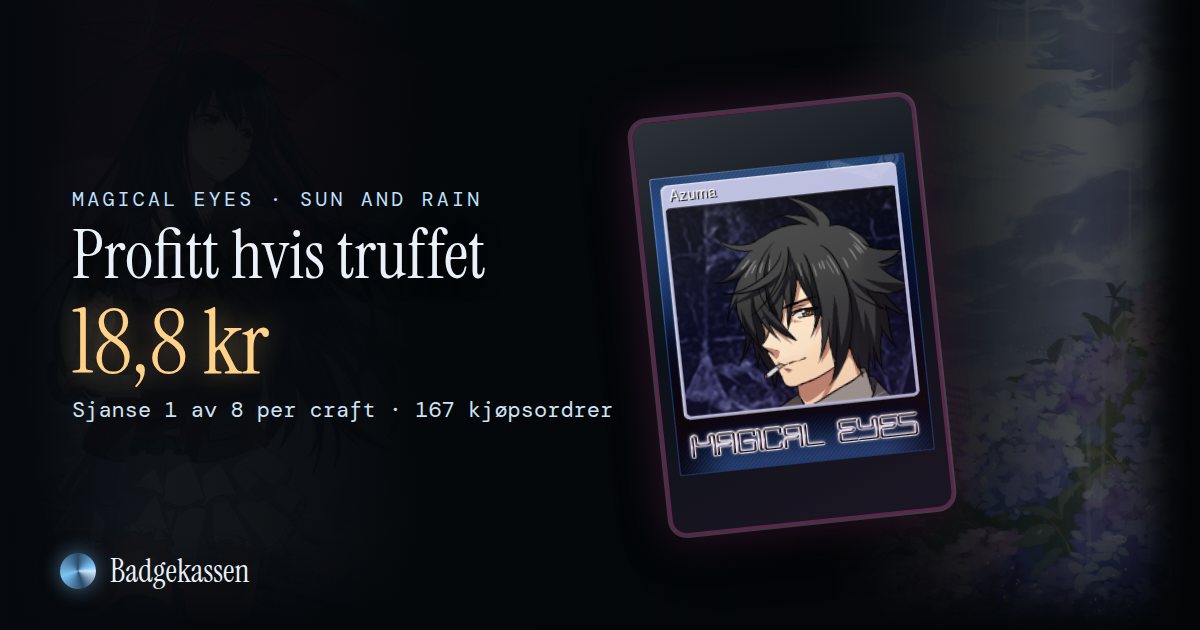 MAGICAL EYES · SUN AND RAIN
Profitt hvis truffet
18,8 kr
Sjanse 1 av 8 per craft · 167 kjøpsordrer
Badgekassen
Azuma
MAGICAL EYES